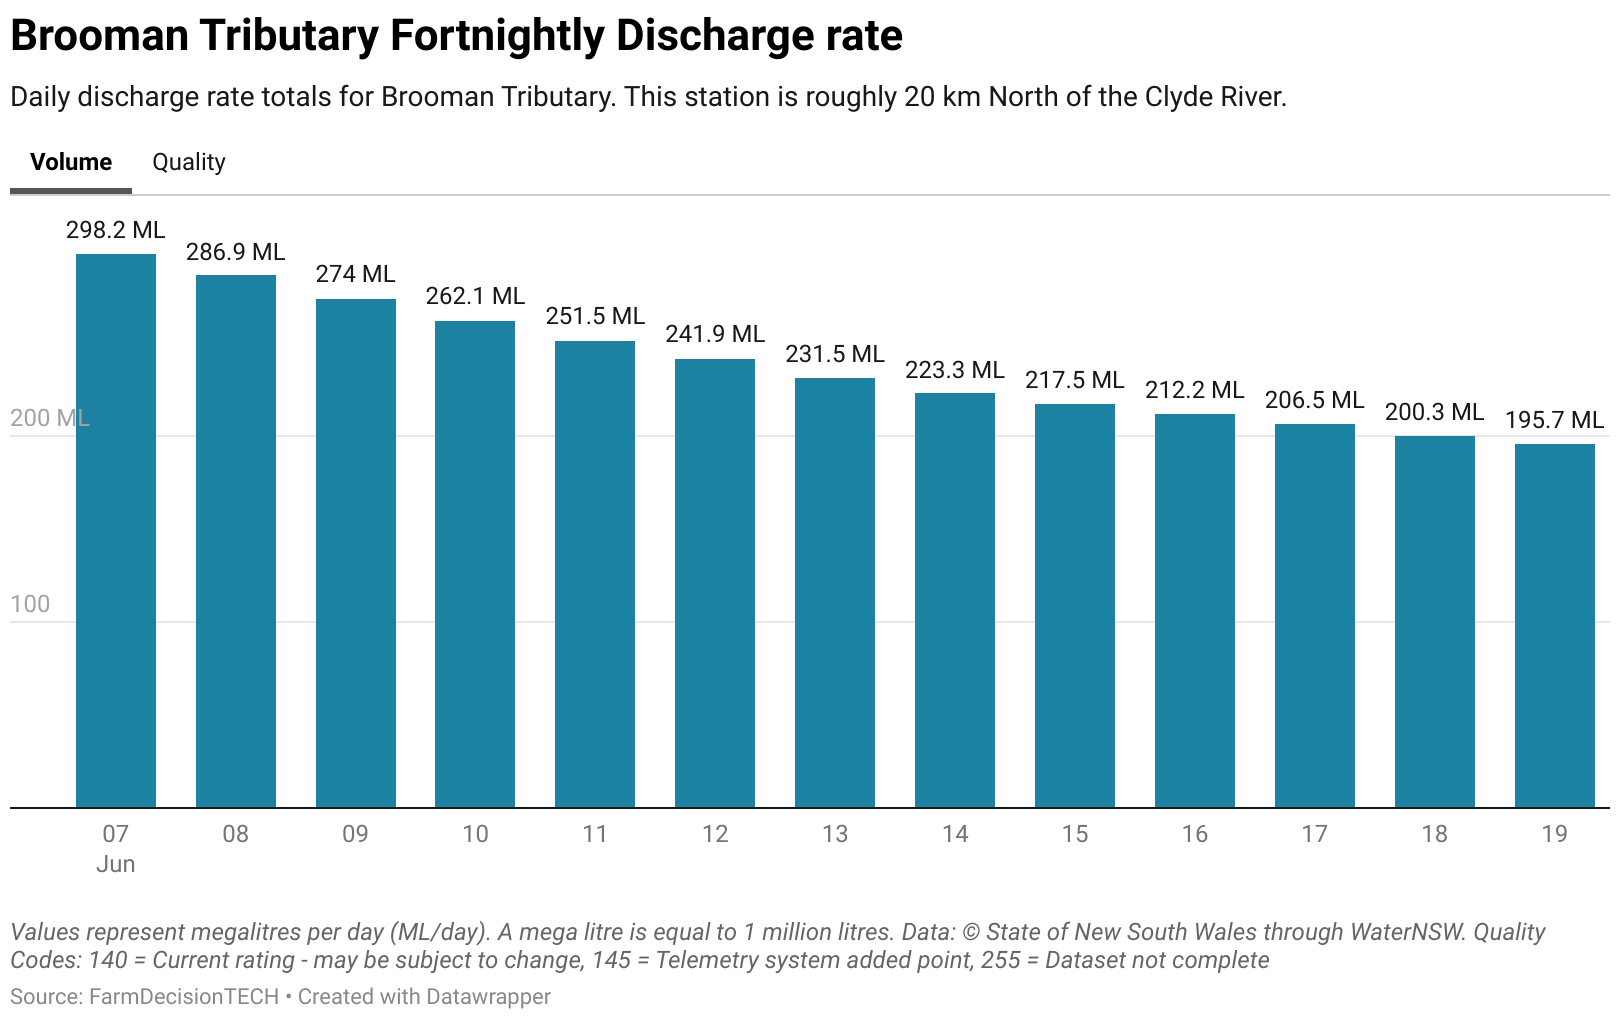 Brooman Tributary Fortnightly Discharge rate
Daily discharge rate totals for Brooman Tributary. This station is roughly 20 km North of the Clyde River.
Volume Quality
298.2 ML
286.9 ML
274 ML
262.1 ML
251.5 ML
241.9 ML
231.5 ML
223.3 ML
217.5 ML
212.2 ML
206.5 ML
200.3 ML
195.7 ML
200 ML
100
07 08 09 10 11 12 13 14 15 16 17 18 19
Jun
Values represent megalitres per day (ML/day). A mega litre is equal to 1 million litres. Data: © State of New South Wales through WaterNSW. Quality
Codes: 140 = Current rating - may be subject to change, 145 = Telemetry system added point, 255 = Dataset not complete
Source: FarmDecisionTECH • Created with Datawrapper